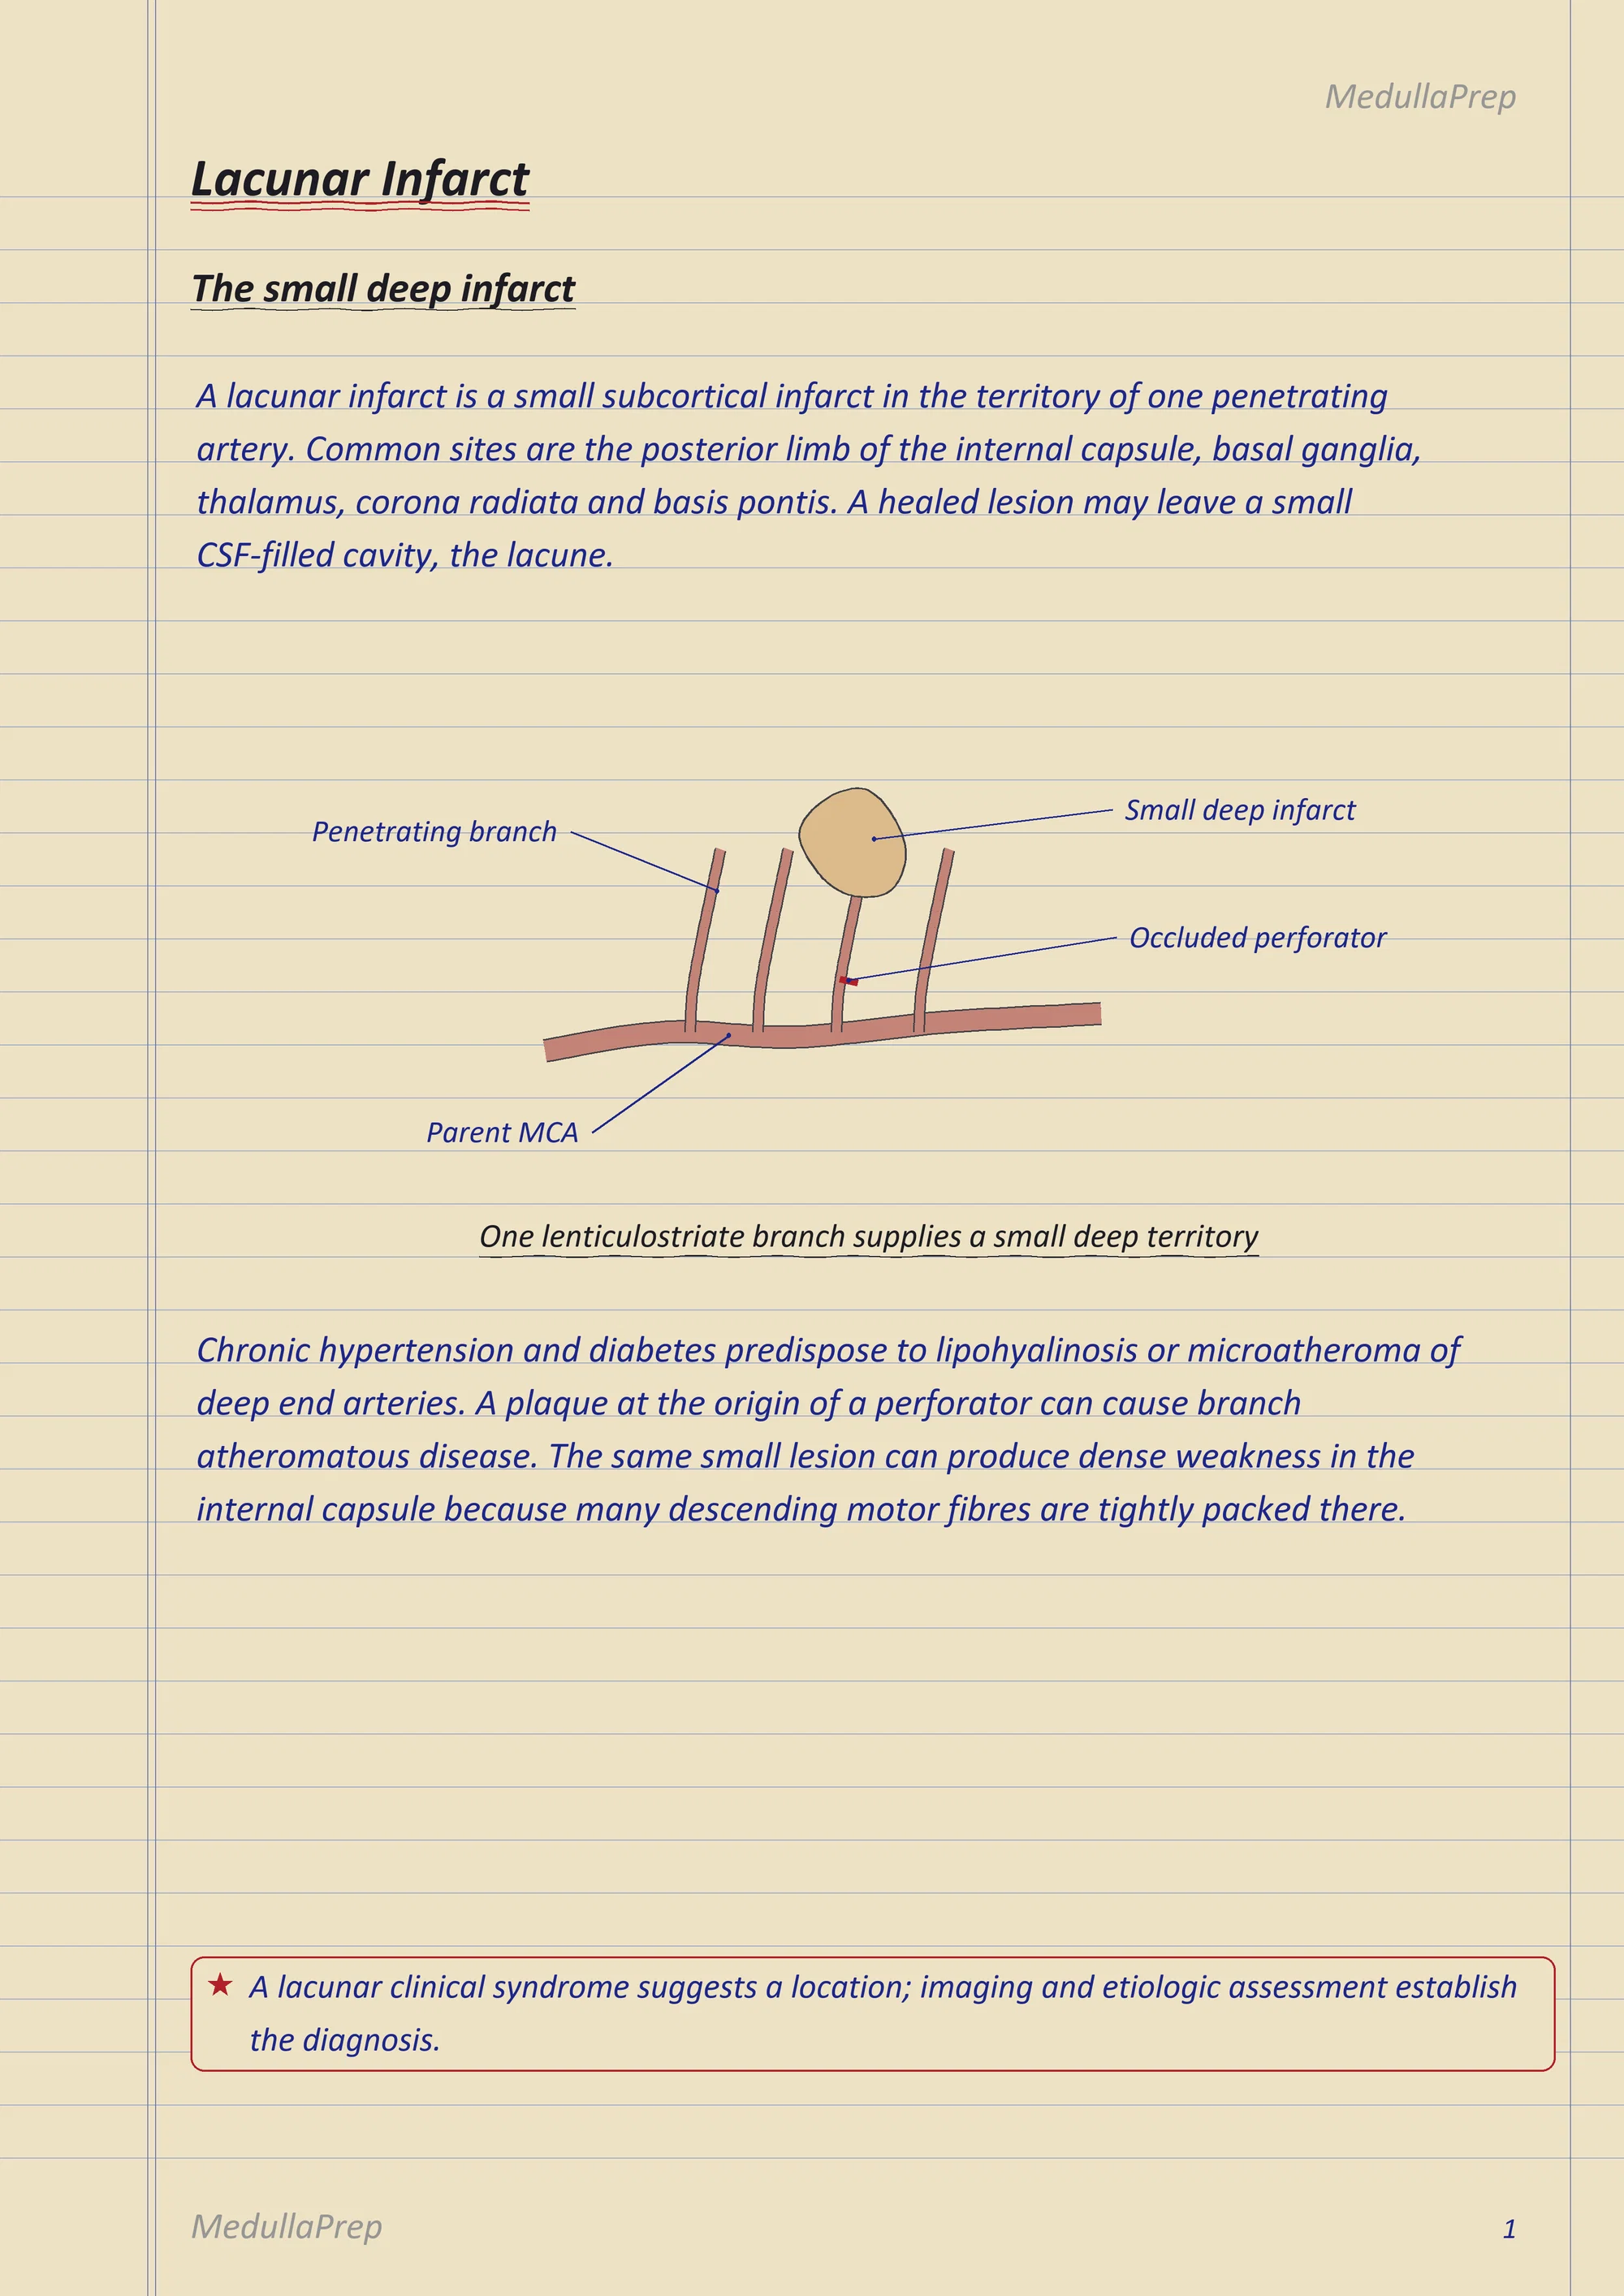 MedullaPrep
Lacunar Infarct
The small deep infarct
A lacunar infarct is a small subcortical infarct in the territory of one penetrating
artery. Common sites are the posterior limb of the internal capsule, basal ganglia,
thalamus, corona radiata and basis pontis. A healed lesion may leave a small
CSF-filled cavity, the lacune.
Small deep infarct
Penetrating branch
Occluded perforator
Parent MCA
One lenticulostriate branch supplies a small deep territory
Chronic hypertension and diabetes predispose to lipohyalinosis or microatheroma of
deep end arteries. A plaque at the origin of a perforator can cause branch
atheromatous disease. The same small lesion can produce dense weakness in the
internal capsule because many descending motor fibres are tightly packed there.
★ A lacunar clinical syndrome suggests a location; imaging and etiologic assessment establish
the diagnosis.
MedullaPrep
1